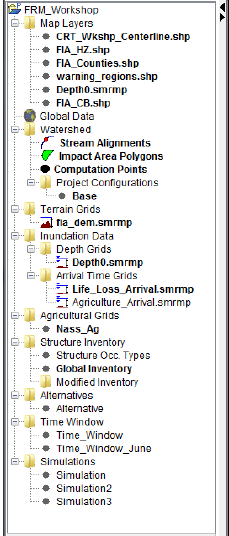 FRM_Workshop
Map Layers
CRT_Wkshp_Centerline.shp
FIA_HZ.shp
FIA_Counties.shp
warning_regions.shp
Depth0.smrmp
FIA_CB.shp
Global Data
Watershed
Stream Alignments
Impact Area Polygons
Computation Points
Project Configurations
Base
Terrain Grids
fia_dem.smrmp
Inundation Data
Depth Grids
Depth0.smrmp
Arrival Time Grids
Life_Loss_Arrival.smrmp
Agriculture_Arrival.smrmp
Agricultural Grids
Nass_Ag
Structure Inventory
Structure Occ. Types
Global Inventory
Modified Inventory
Alternatives
Alternative
Time Window
Time_Window
Time_Window_June
Simulations
Simulation
Simulation2
Simulation3